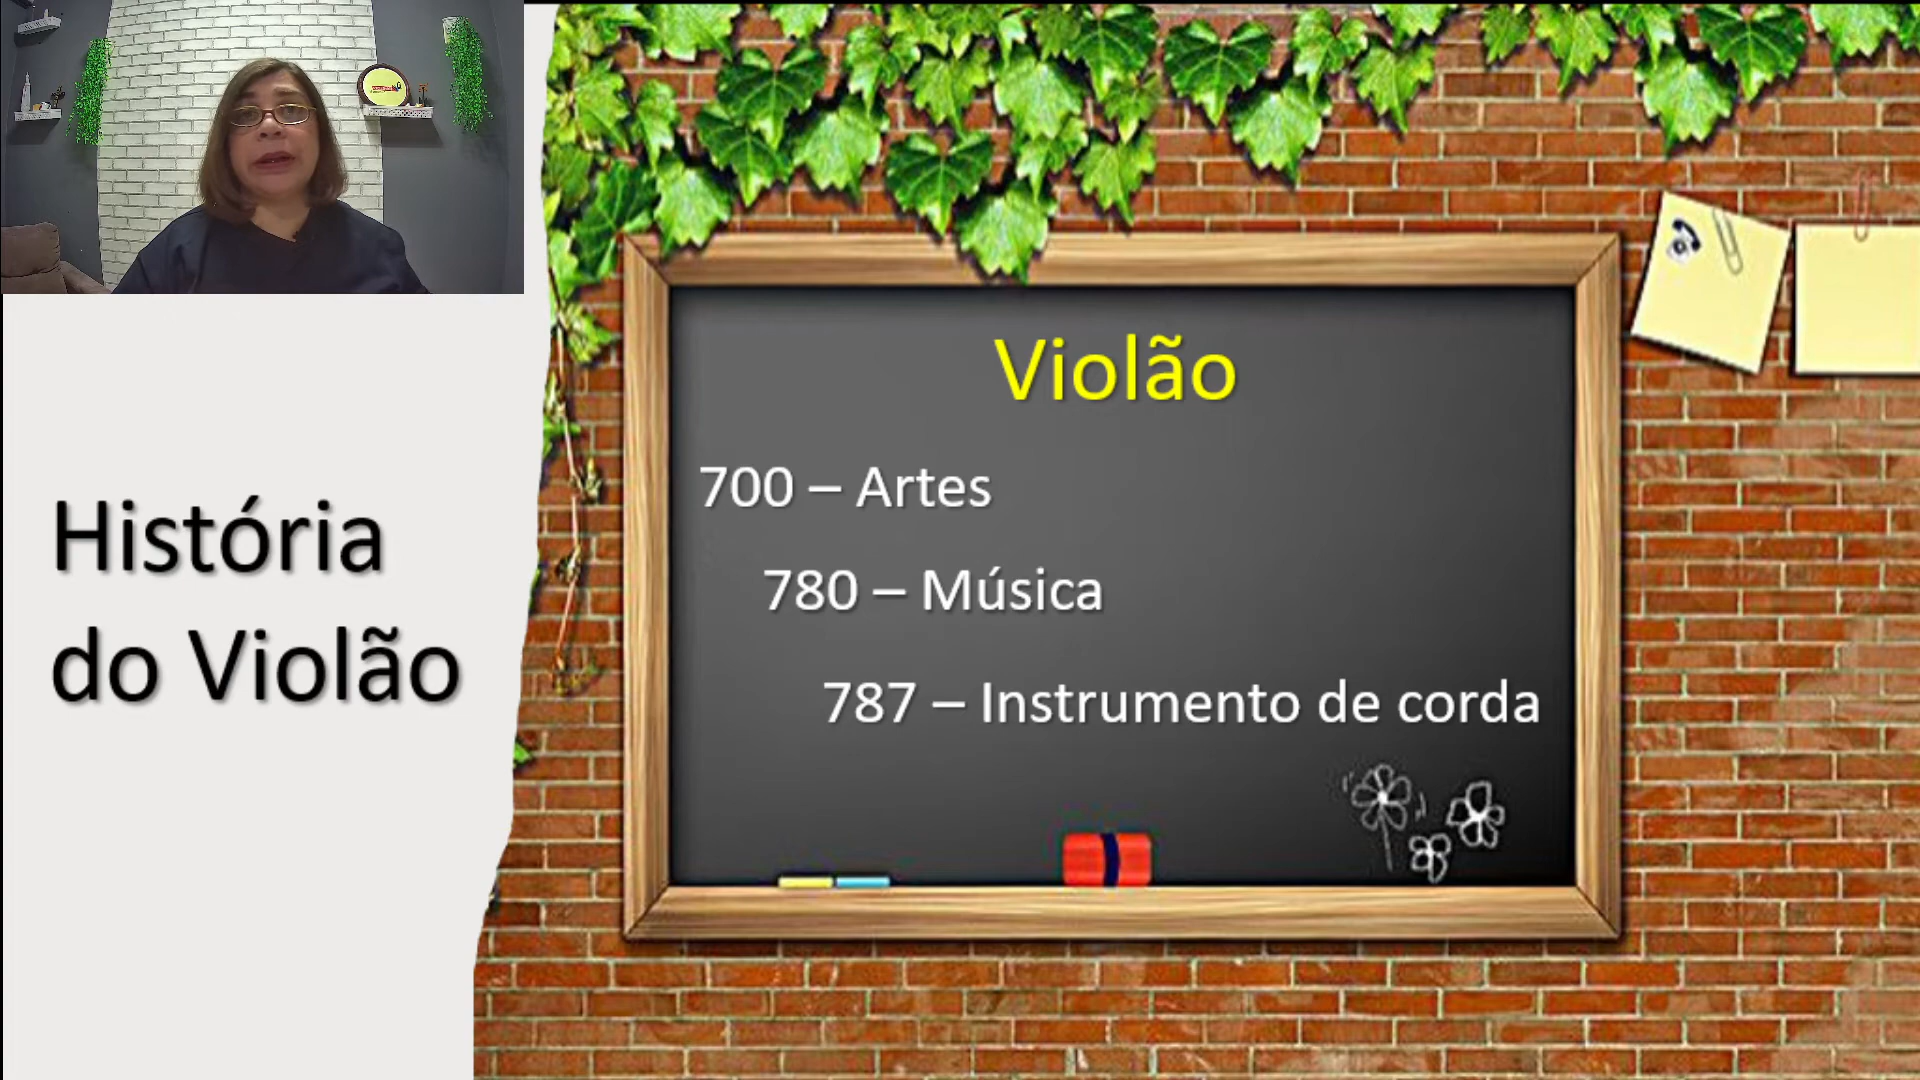 História
do Violão
Violão
700 – Artes
780 – Música
787 – Instrumento de corda